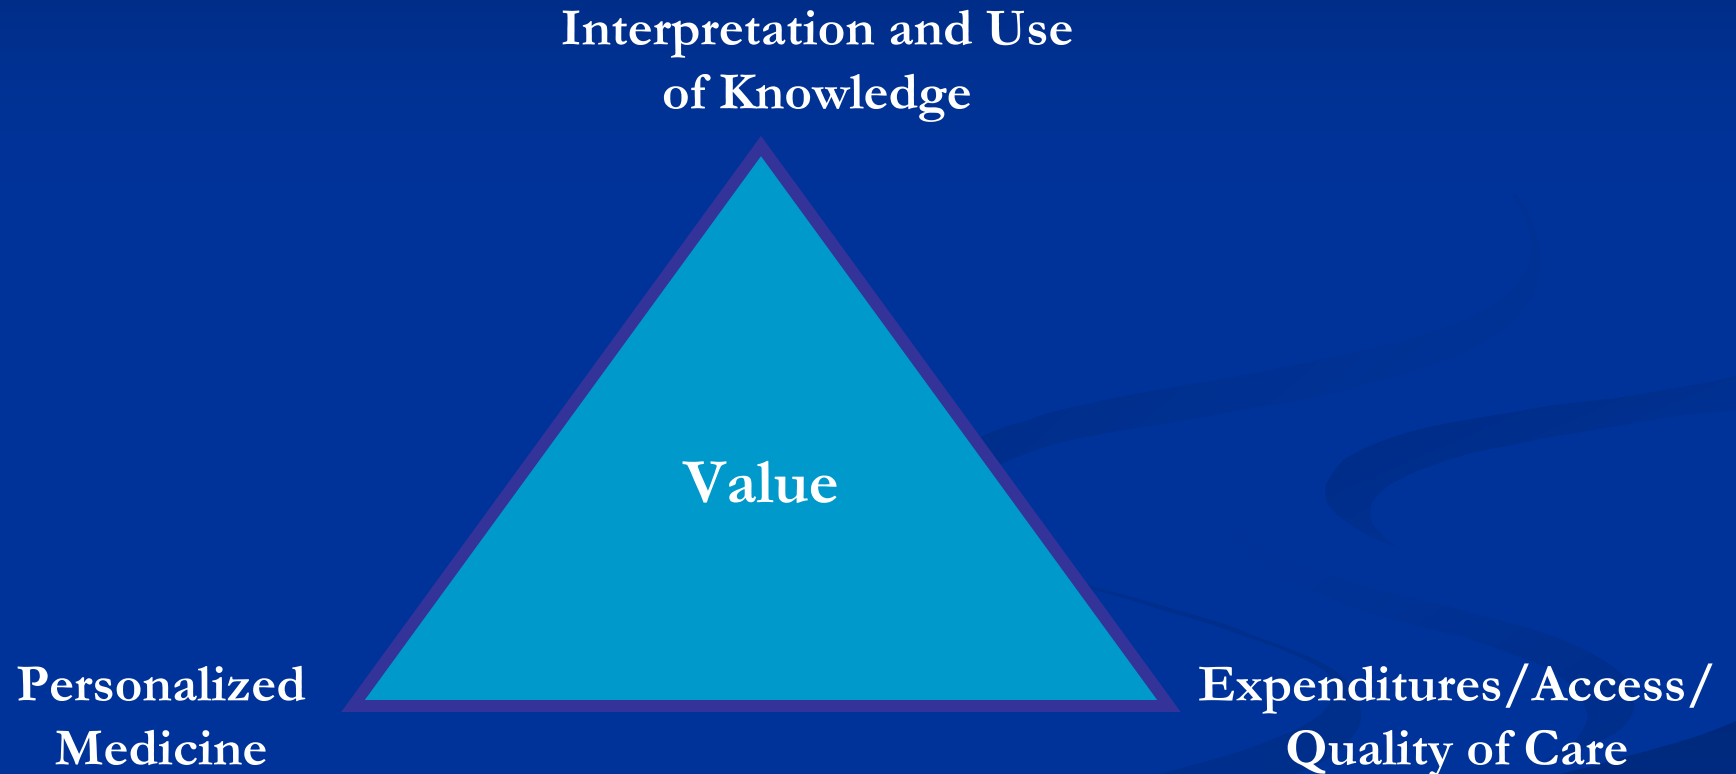 Interpretation and Use
of Knowledge
Value
Personalized
Medicine
Expenditures/Access/
Quality of Care